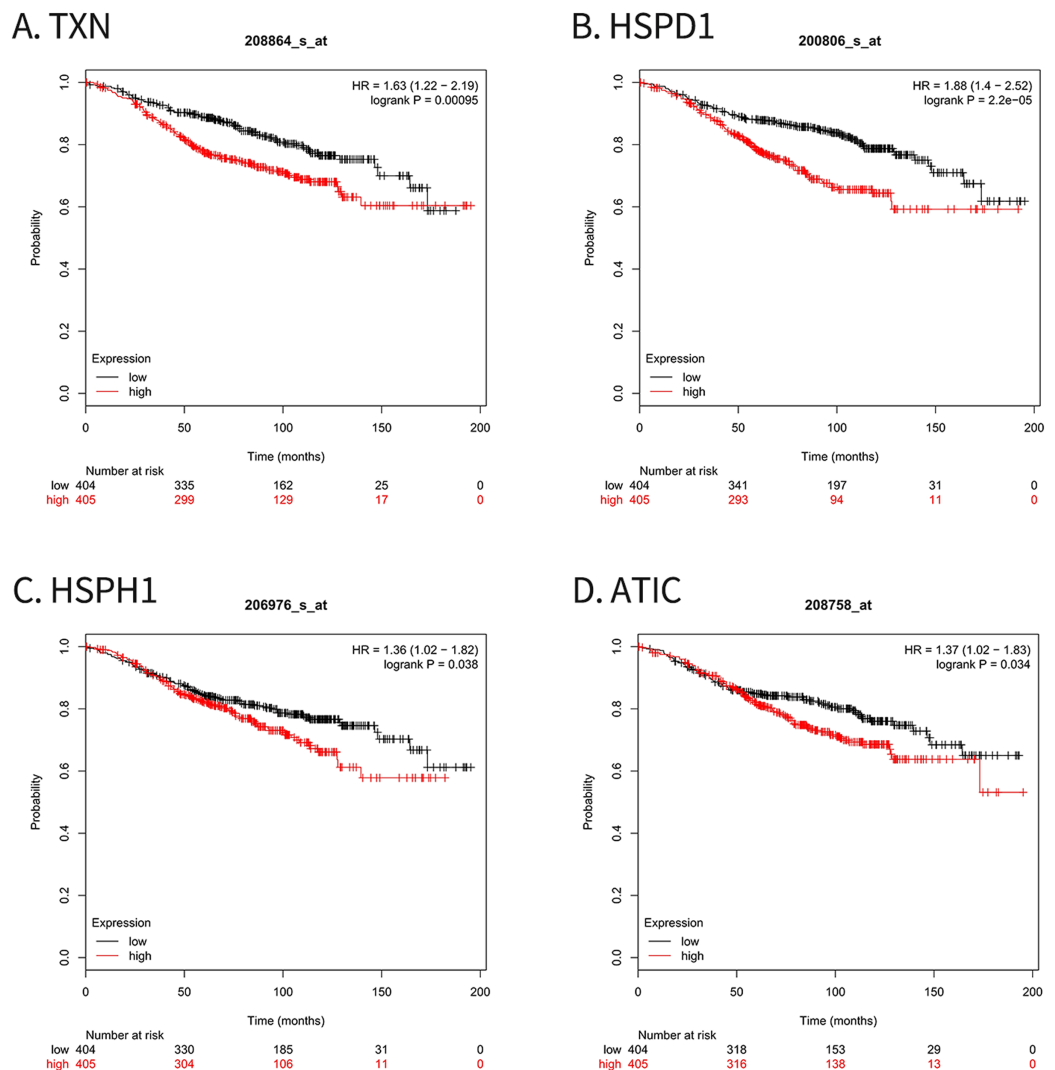 A. TXN
208864_s_at
HR = 1.63 (1.22 − 2.19)
logrank P = 0.00095
Probability
1.0
0.8
0.6
0.4
0.2
0.0
Expression
low
high
0 50 100 150 200
Time (months)
Number at risk
low 404 335 162 25 0
high 405 299 129 17 0
B. HSPD1
200806_s_at
HR = 1.88 (1.4 − 2.52)
logrank P = 2.2e−05
Probability
1.0
0.8
0.6
0.4
0.2
0.0
Expression
low
high
0 50 100 150 200
Time (months)
Number at risk
low 404 341 197 31 0
high 405 293 94 11 0
C. HSPH1
206976_s_at
HR = 1.36 (1.02 − 1.82)
logrank P = 0.038
Probability
1.0
0.8
0.6
0.4
0.2
0.0
Expression
low
high
0 50 100 150 200
Time (months)
Number at risk
low 404 330 185 31 0
high 405 304 106 11 0
D. ATIC
208758_at
HR = 1.37 (1.02 − 1.83)
logrank P = 0.034
Probability
1.0
0.8
0.6
0.4
0.2
0.0
Expression
low
high
0 50 100 150 200
Time (months)
Number at risk
low 404 318 153 29 0
high 405 316 138 13 0